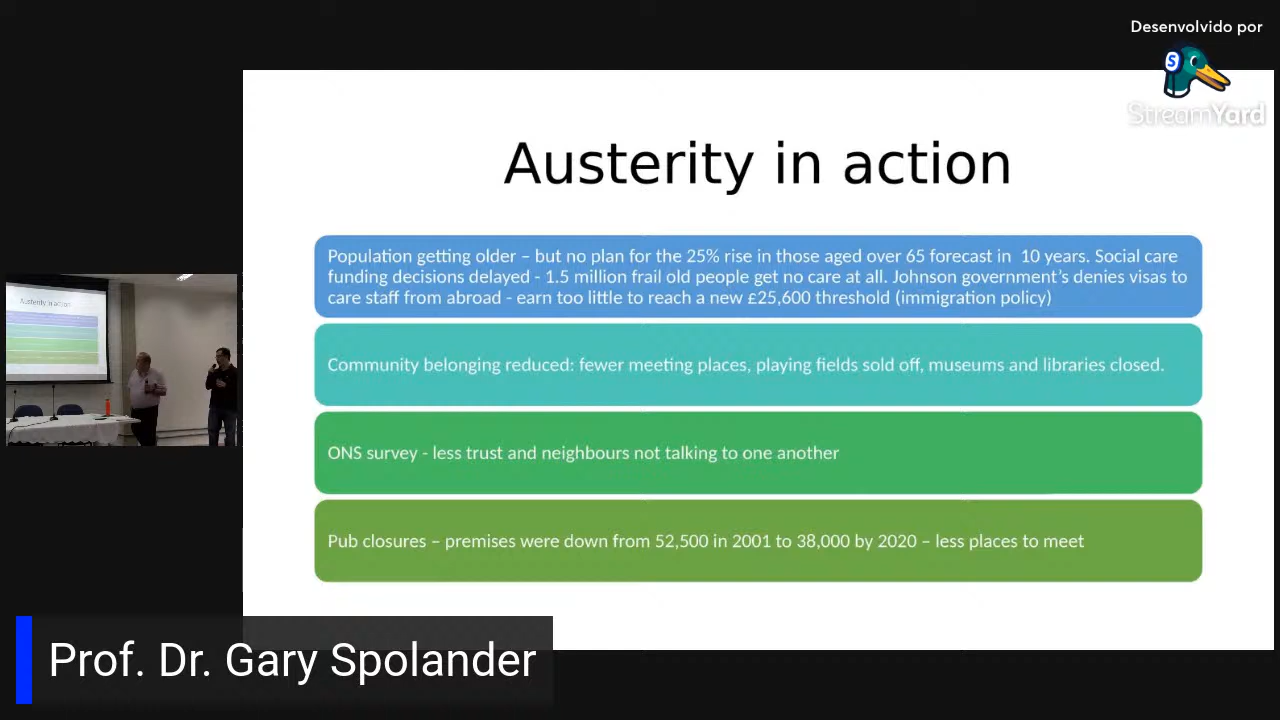 Desenvolvido por
S
StreamYard
Austerity in action
Population getting older – but no plan for the 25% rise in those aged over 65 forecast in 10 years. Social care
funding decisions delayed - 1.5 million frail old people get no care at all. Johnson government’s denies visas to
care staff from abroad - earn too little to reach a new £25,600 threshold (immigration policy)
Community belonging reduced: fewer meeting places, playing fields sold off, museums and libraries closed.
Austerity in action
ONS survey - less trust and neighbours not talking to one another
Pub closures – premises were down from 52,500 in 2001 to 38,000 by 2020 – less places to meet
Prof. Dr. Gary Spolander